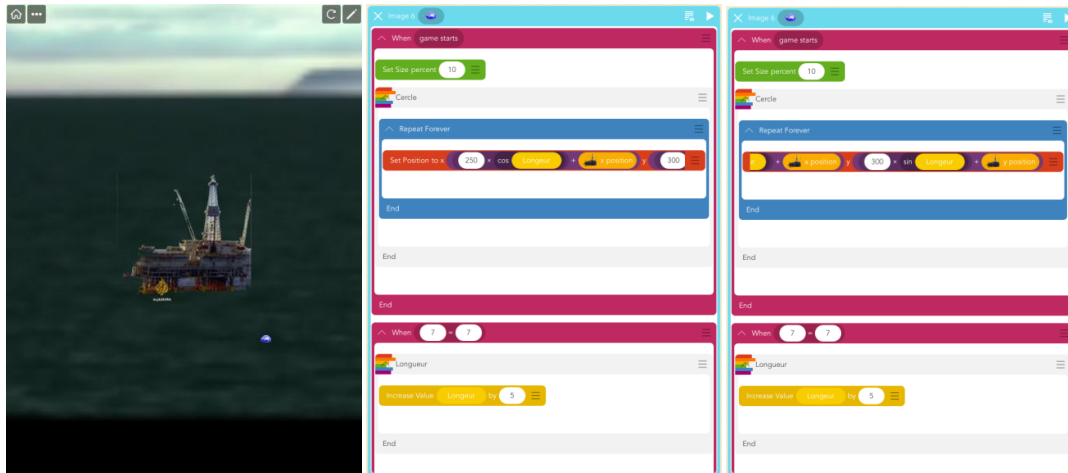 ALJAZEERA
Image 6
When game starts
Set Size percent 10
Cercle
Repeat Forever
Set Position to x 250 × cos Longeur + x position y 300
End
End
End
When 7 = 7
Longueur
Increase Value Longeur by 5
End
Image 6
When game starts
Set Size percent 10
Cercle
Repeat Forever
+ x position y 300 × sin Longeur + y position
End
End
End
When 7 = 7
Longueur
Increase Value Longeur by 5
End